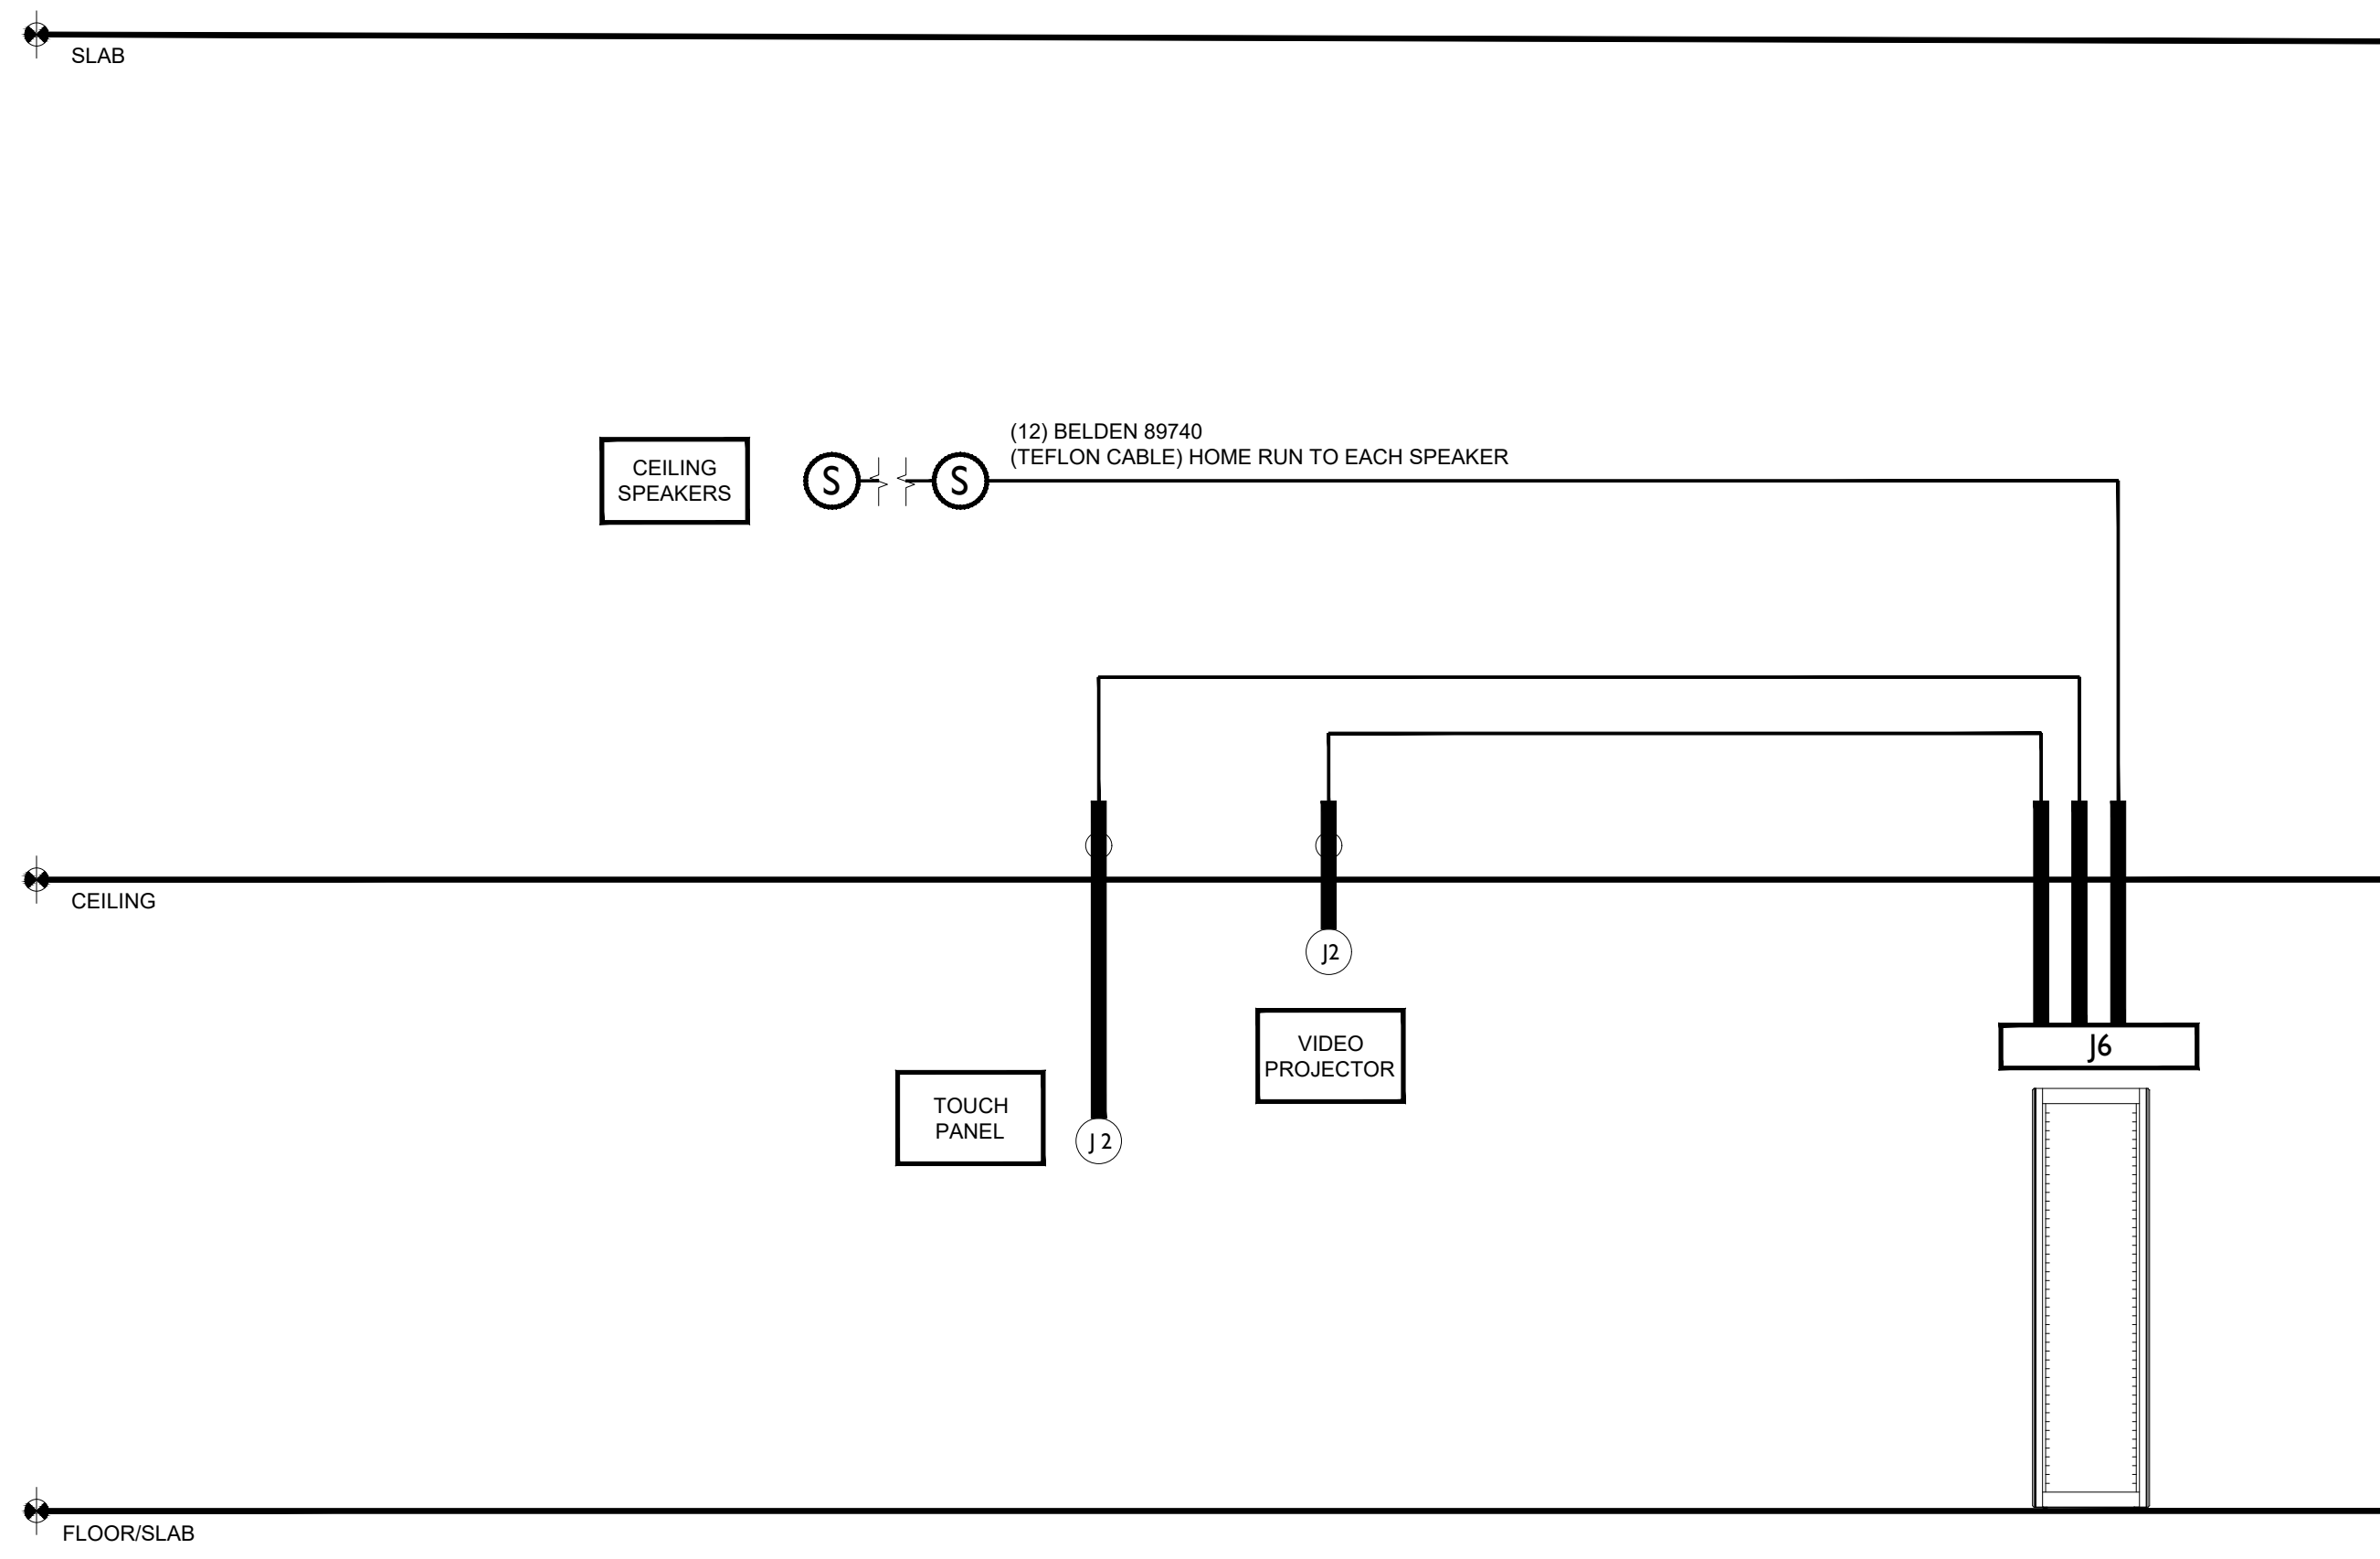 SLAB
(12) BELDEN 89740
(TEFLON CABLE) HOME RUN TO EACH SPEAKER
CEILING
SPEAKERS
S
S
CEILING
J2
VIDEO
PROJECTOR
J6
TOUCH
PANEL
J 2
FLOOR/SLAB